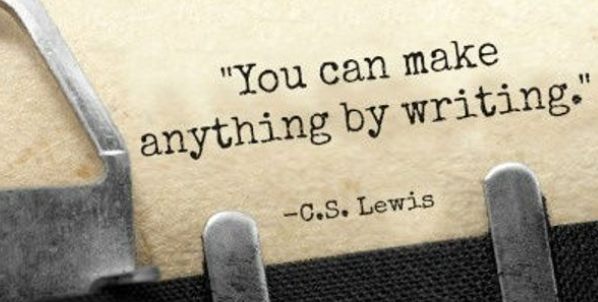 "You can make
anything by writing."
-C.S. Lewis